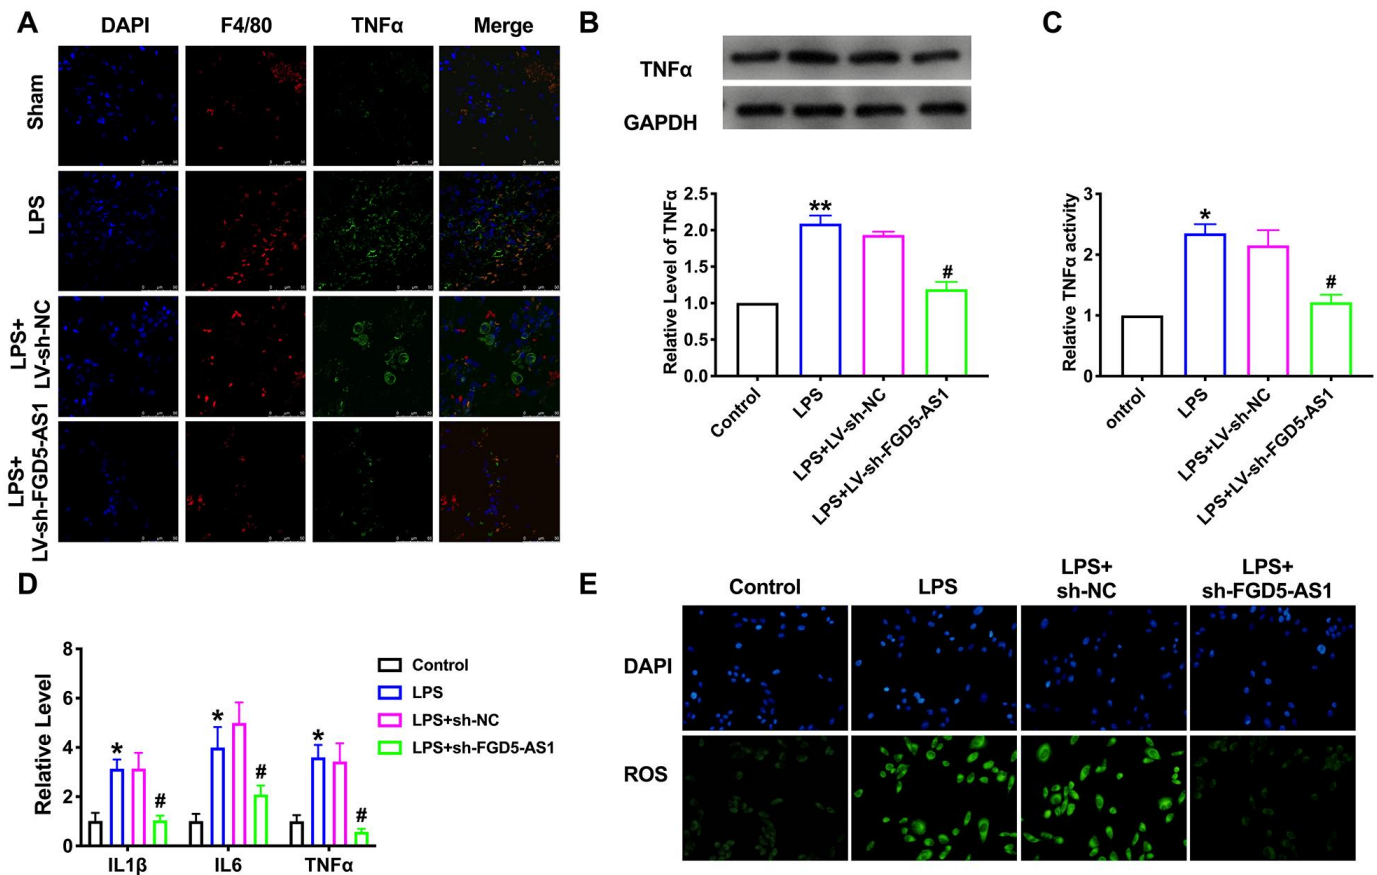 A
DAPI F4/80 TNFα Merge
Sham
LPS
LPS+
LV-sh-NC
LPS+
LV-sh-FGD5-AS1
B
TNFα
GAPDH
Relative Level of TNFα
2.5
2.0
1.5
1.0
0.5
0.0
**
#
Control
LPS
LPS+LV-sh-NC
LPS+LV-sh-FGD5-AS1
C
Relative TNFα activity
3
2
1
0
*
#
ontrol
LPS
LPS+LV-sh-NC
LPS+LV-sh-FGD5-AS1
D
Relative Level
8
6
4
2
0
* # * # * #
IL1β IL6 TNFα
Control
LPS
LPS+sh-NC
LPS+sh-FGD5-AS1
E
Control
LPS
LPS+
sh-NC
LPS+
sh-FGD5-AS1
DAPI
ROS